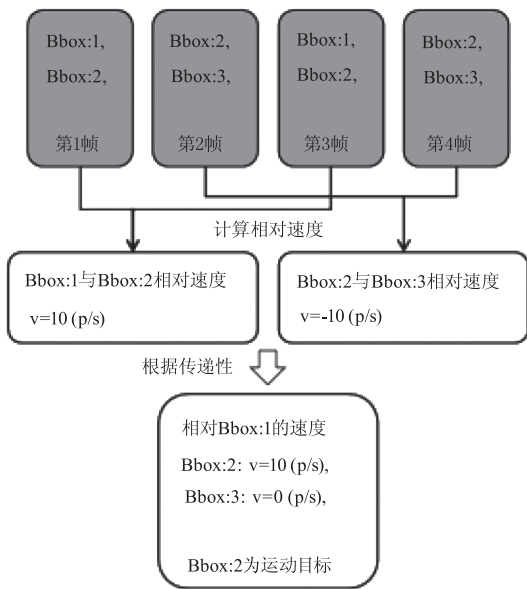 Bbox:1,
Bbox:2,
第1帧
Bbox:2,
Bbox:3,
第2帧
Bbox:1,
Bbox:2,
第3帧
Bbox:2,
Bbox:3,
第4帧
计算相对速度
Bbox:1与Bbox:2相对速度
v=10 (p/s)
Bbox:2与Bbox:3相对速度
v=-10 (p/s)
根据传递性
相对Bbox:1的速度
Bbox:2: v=10 (p/s),
Bbox:3: v=0 (p/s),
Bbox:2为运动目标